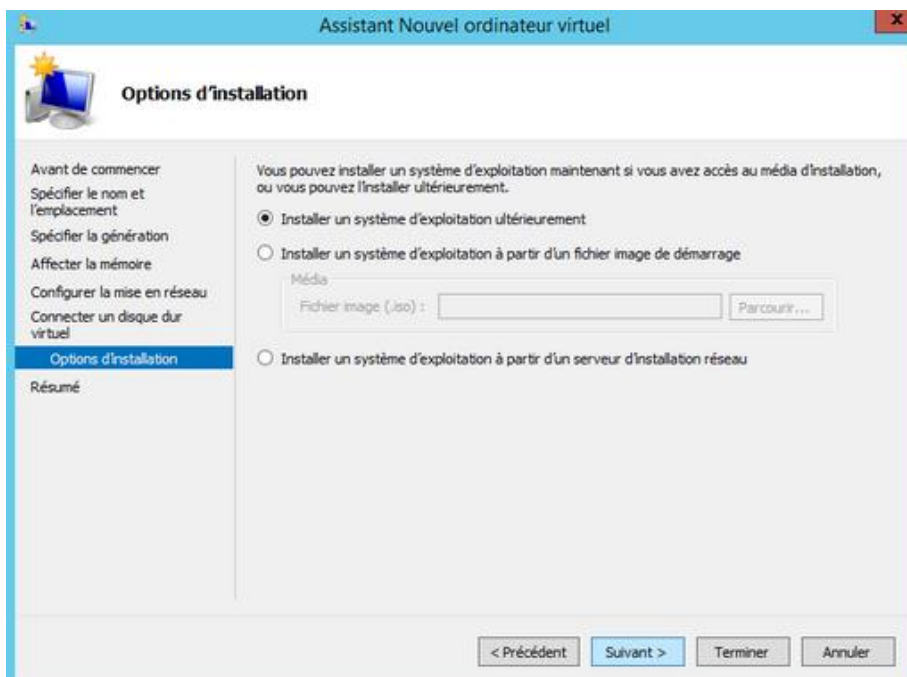 Assistant Nouvel ordinateur virtuel
x
Options d'installation
Avant de commencer
Spécifier le nom et
l'emplacement
Spécifier la génération
Affecter la mémoire
Configurer la mise en réseau
Connecter un disque dur
virtuel
Options d'installation
Résumé
Vous pouvez installer un système d'exploitation maintenant si vous avez accès au média d'installation,
ou vous pouvez l'installer ultérieurement.
Installer un système d'exploitation ultérieurement
Installer un système d'exploitation à partir d'un fichier image de démarrage
Média
Fichier image (.iso) :
Parcourir...
Installer un système d'exploitation à partir d'un serveur d'installation réseau
< Précédent
Suivant >
Terminer
Annuler